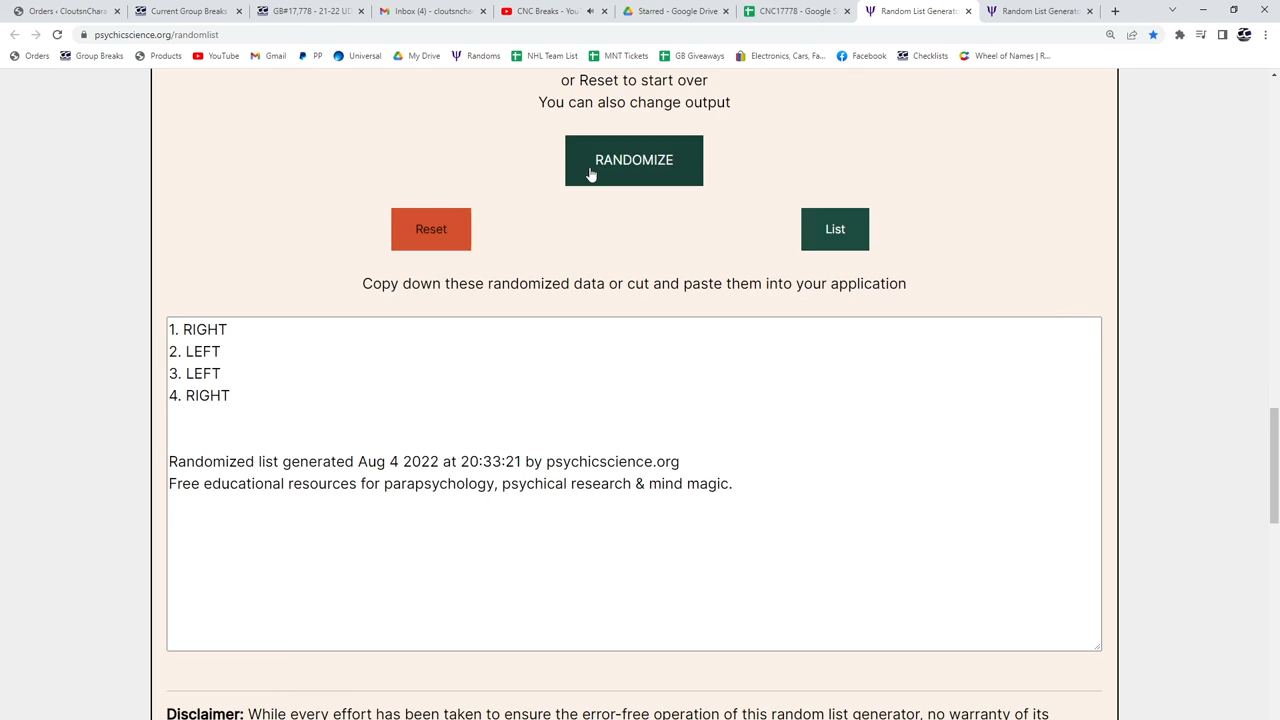 Orders ‹ CloutsnChara
Current Group Breaks
GB#17,778 - 21-22 UD
Inbox (4) - cloutsnchara
CNC Breaks - You
Starred - Google Drive
CNC17778 - Google S
Random List Generato
Random List Generato
psychicscience.org/randomlist
Orders
Group Breaks
Products
YouTube
Gmail
PP
Universal
My Drive
Randoms
NHL Team List
MNT Tickets
GB Giveaways
Electronics, Cars, Fa...
Facebook
Checklists
Wheel of Names | R...
or Reset to start over
You can also change output
RANDOMIZE
Reset
List
Copy down these randomized data or cut and paste them into your application
1. RIGHT
2. LEFT
3. LEFT
4. RIGHT
Randomized list generated Aug 4 2022 at 20:33:21 by psychicscience.org
Free educational resources for parapsychology, psychical research & mind magic.
Disclaimer: While every effort has been taken to ensure the error-free operation of this random list generator, no warranty of its